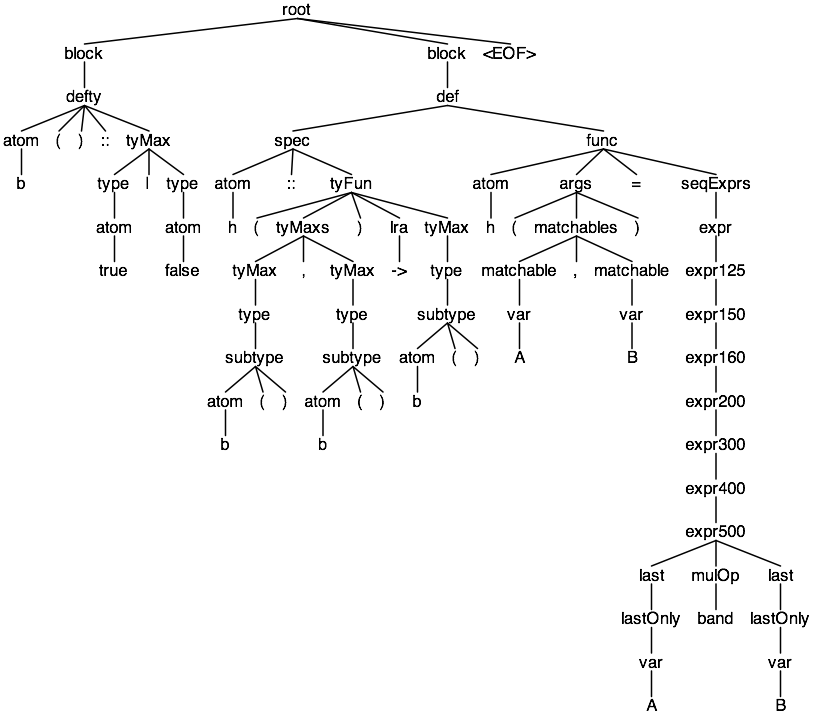 root
block block <EOF>
defty def
atom ( ) :: tyMax spec func
b type | type atom :: tyFun atom args = seqExprs
atom atom h ( tyMaxs ) lra tyMax h ( matchables ) expr
true false tyMax , tyMax -> type matchable , matchable expr125
type type subtype var var expr150
subtype subtype atom ( ) A B expr160
atom ( ) atom ( ) b expr200
b b expr300
expr400
expr500
last mulOp last
lastOnly band lastOnly
var var
A B